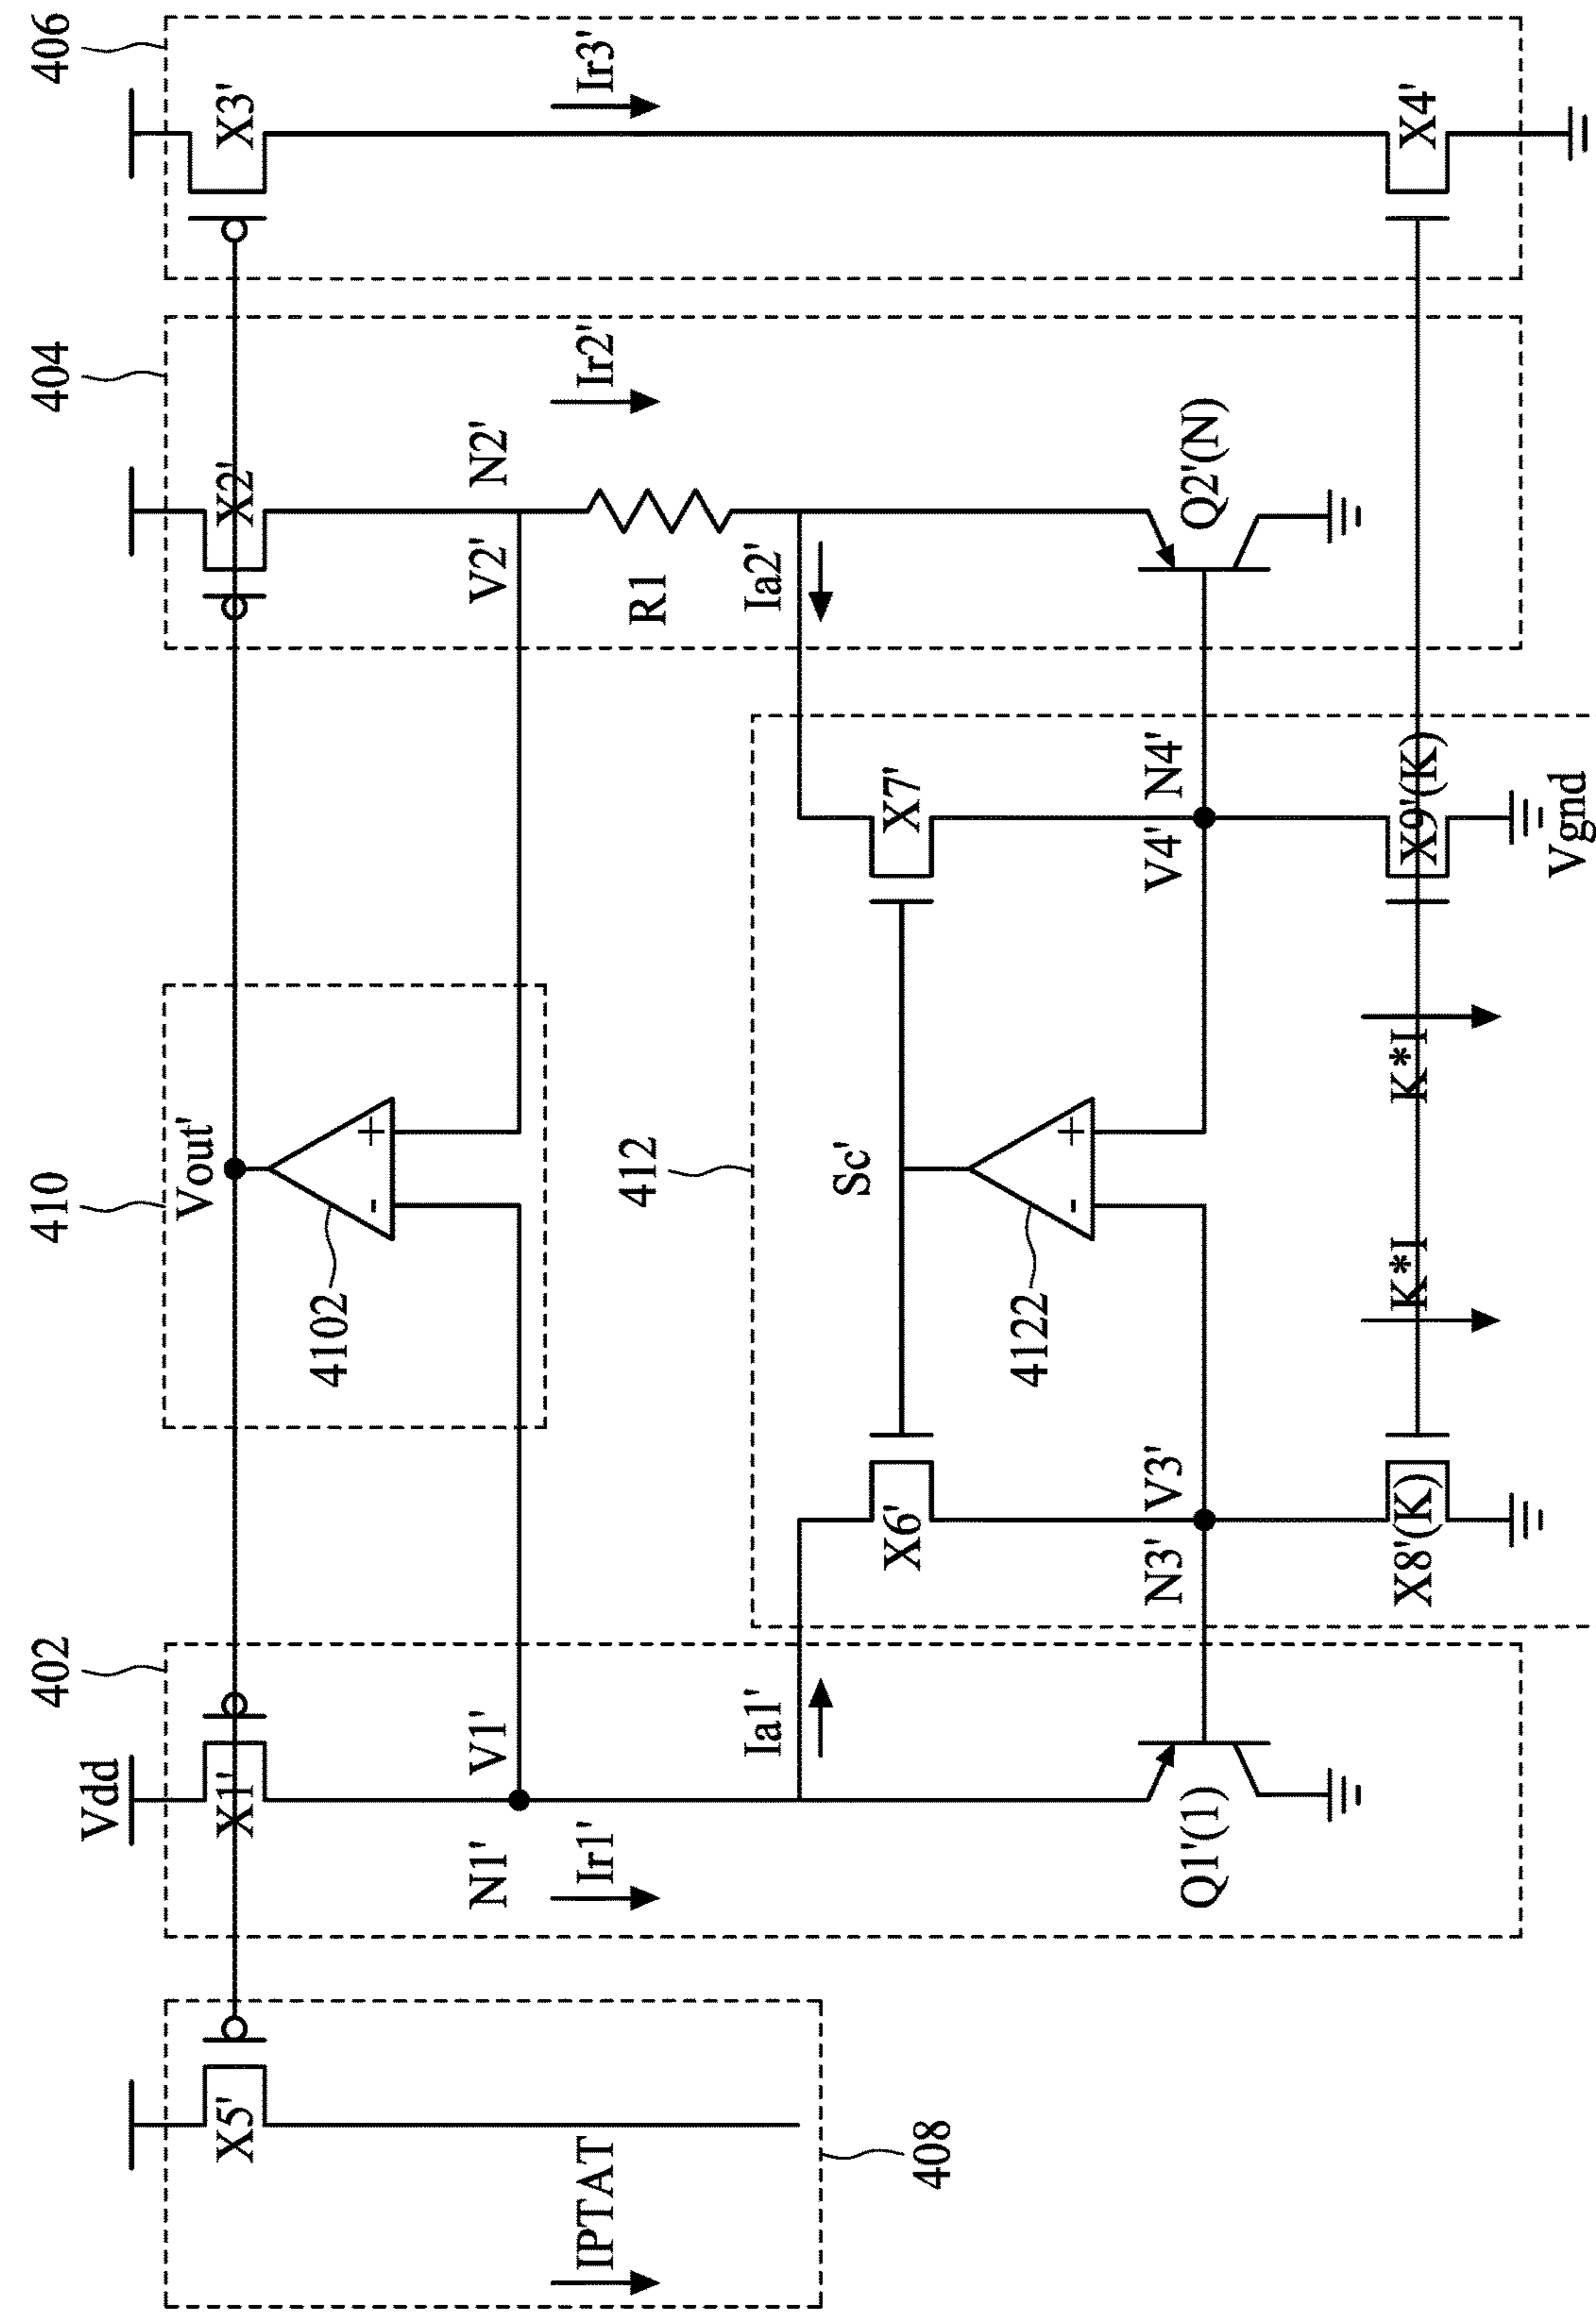 406
X3'
Ir3'
X4'
404
X2'
Ir2'
N2'
V2'
R1
Ia2'
Q2'(N)
X7'
N4'
V4'
X9'(K)
Vgnd
410
Vout'
+
-
4102
412
Sc'
+
-
4122
K*I
K*I
402
Vdd
X1'
V1'
N1'
Ir1'
Ia1'
X6'
V3'
N3'
X8'(K)
Q1'(1)
X5'
IPTAT
408